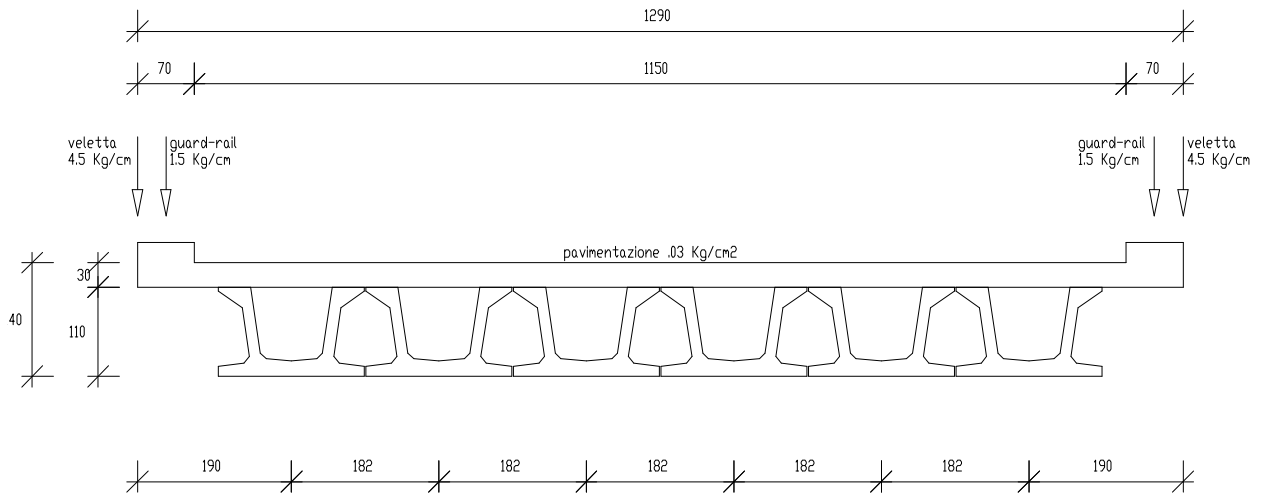 1290
70
1150
70
veletta
4.5 Kg/cm
guard-rail
1.5 Kg/cm
guard-rail
1.5 Kg/cm
veletta
4.5 Kg/cm
pavimentazione .03 Kg/cm2
30
40
110
190
182
182
182
182
182
190